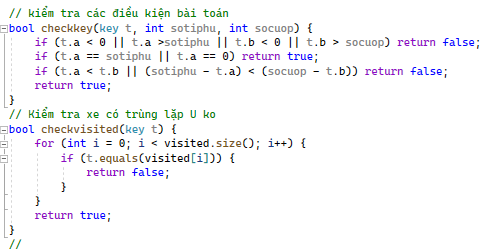 // kiểm tra các điều kiện bài toán
bool checkkey(key t, int sotiphu, int socuop) {
    if (t.a < 0 || t.a >sotiphu || t.b < 0 || t.b > socuop) return false;
    if (t.a == sotiphu || t.a == 0) return true;
    if (t.a < t.b || (sotiphu - t.a) < (socuop - t.b)) return false;
    return true;
}
// Kiểm tra xe có trùng lặp U ko
bool checkvisited(key t) {
    for (int i = 0; i < visited.size(); i++) {
        if (t.equals(visited[i])) {
            return false;
        }
    }
    return true;
}
//